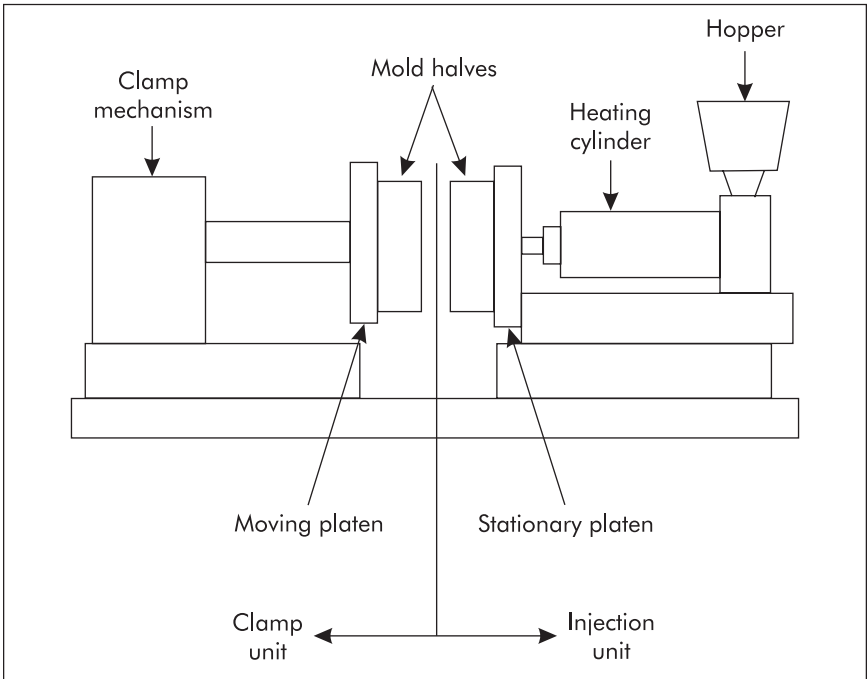 Hopper
Mold halves
Clamp
mechanism
Heating
cylinder
Moving platen
Stationary platen
Clamp
unit
Injection
unit